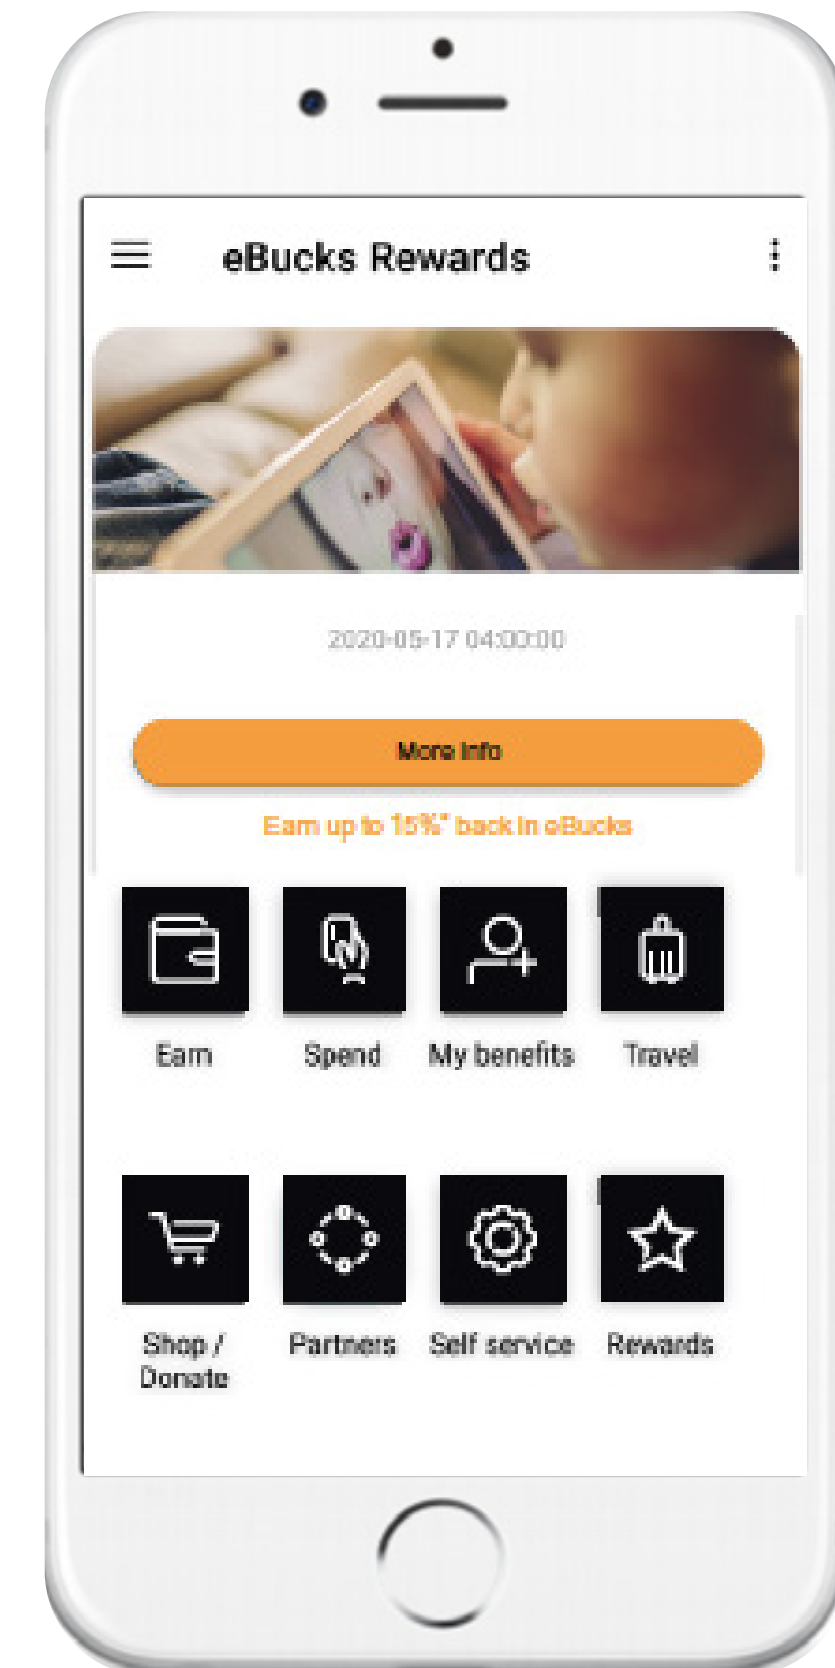 eBucks Rewards
2020-05-17 04:00:00
More Info
Earn up to 15%* back in eBucks
Earn
Spend
My benefits
Travel
Shop /
Donate
Partners
Self service
Rewards